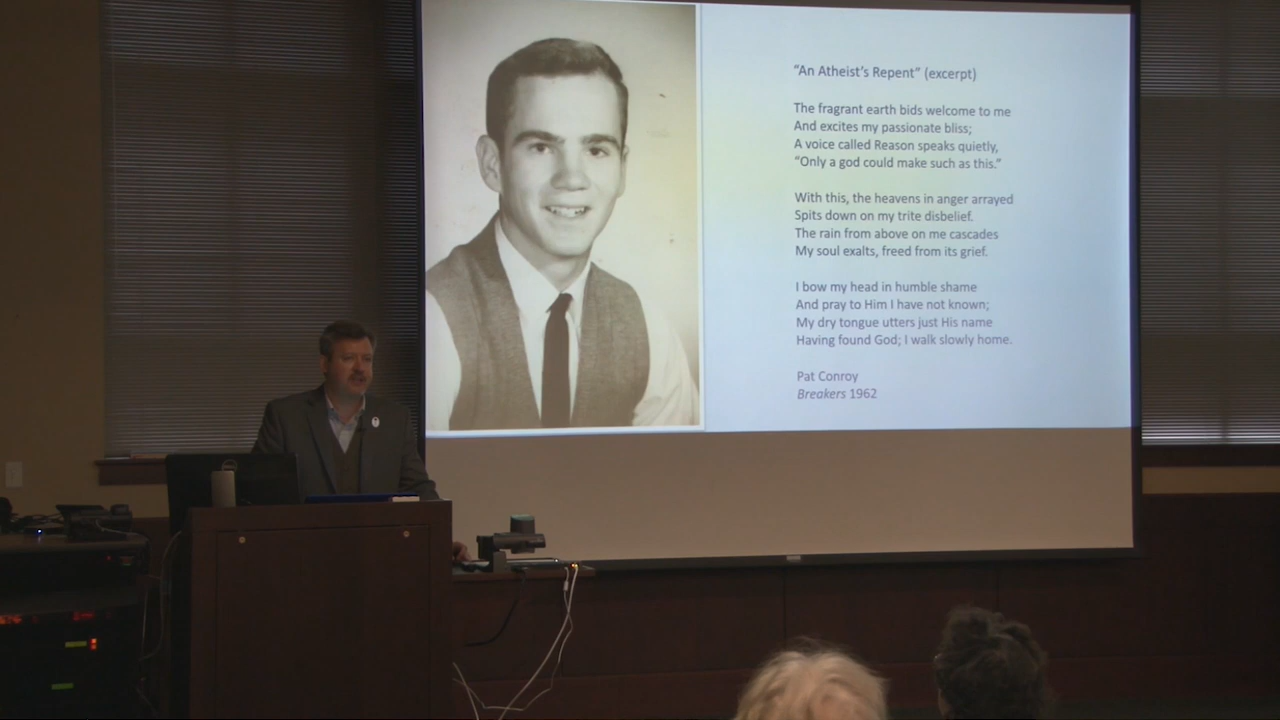 “An Atheist’s Repent” (excerpt)
The fragrant earth bids welcome to me
And excites my passionate bliss;
A voice called Reason speaks quietly,
“Only a god could make such as this.”
With this, the heavens in anger arrayed
Spits down on my trite disbelief.
The rain from above on me cascades
My soul exalts, freed from its grief.
I bow my head in humble shame
And pray to Him I have not known;
My dry tongue utters just His name
Having found God; I walk slowly home.
Pat Conroy
Breakers 1962